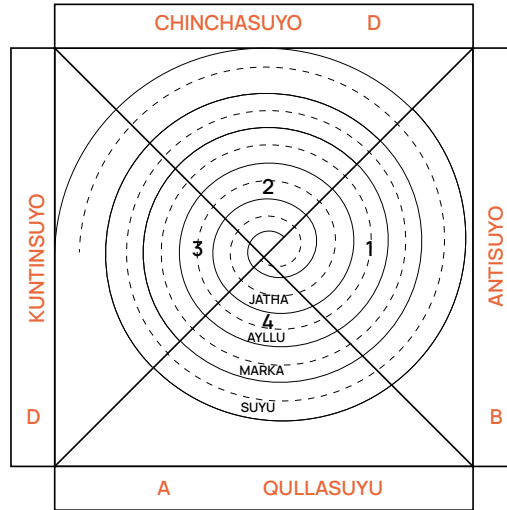 CHINCHASUYO D
KUNTINSUYO
D
2
3
1
JATHA
4
AYLLU
MARKA
SUYU
ANTISUYO
B
A QULLASUYU